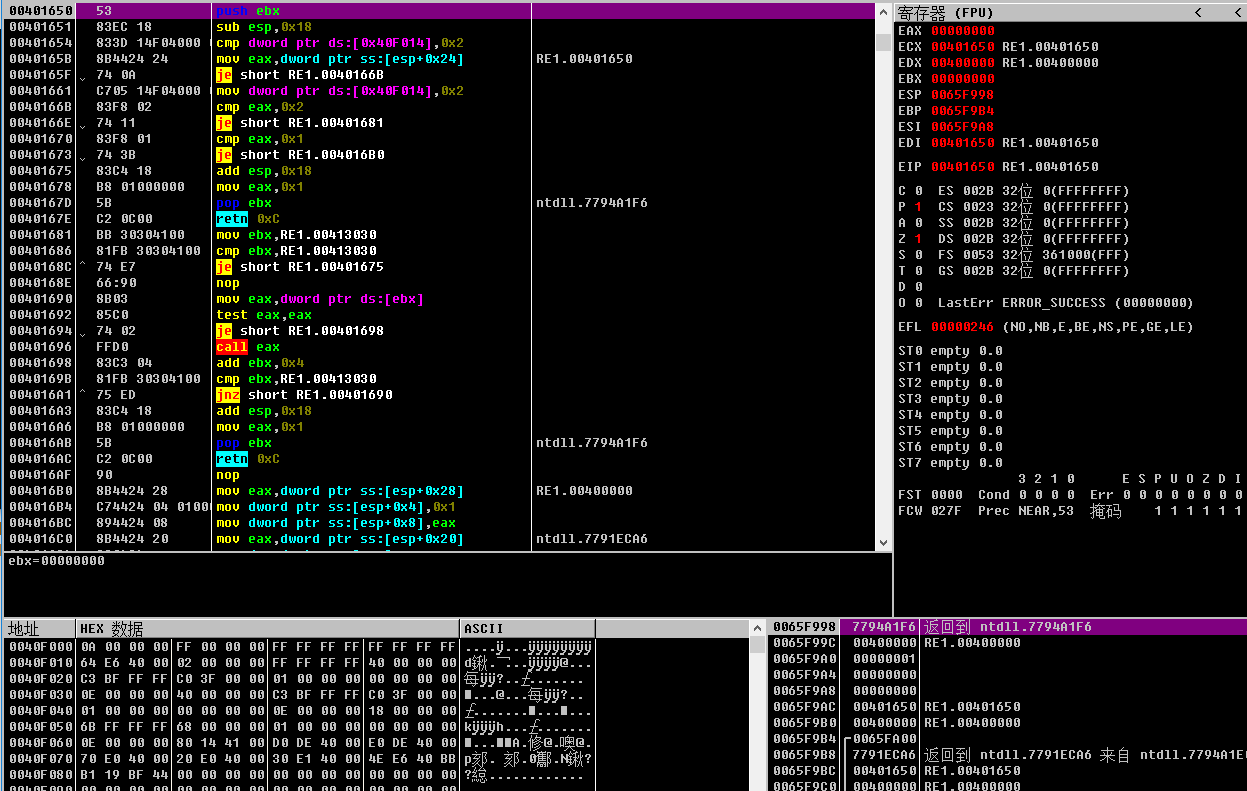 00401650 53 push ebx
00401651 83EC 18 sub esp,0x18
00401654 833D 14F04000 cmp dword ptr ds:[0x40F014],0x2
0040165B 8B4424 24 mov eax,dword ptr ss:[esp+0x24] RE1.00401650
0040165F 74 0A je short RE1.0040166B
00401661 C705 14F04000 mov dword ptr ds:[0x40F014],0x2
0040166B 83F8 02 cmp eax,0x2
0040166E 74 11 je short RE1.00401681
00401670 83F8 01 cmp eax,0x1
00401673 74 3B je short RE1.004016B0
00401675 83C4 18 add esp,0x18
00401678 B8 01000000 mov eax,0x1
0040167D 5B pop ebx ntdll.7794A1F6
0040167E C2 0C00 retn 0xC
00401681 BB 30304100 mov ebx,RE1.00413030
00401686 81FB 30304100 cmp ebx,RE1.00413030
0040168C 74 E7 je short RE1.00401675
0040168E 66:90 nop
00401690 8B03 mov eax,dword ptr ds:[ebx]
00401692 85C0 test eax,eax
00401694 74 02 je short RE1.00401698
00401696 FFD0 call eax
00401698 83C3 04 add ebx,0x4
0040169B 81FB 30304100 cmp ebx,RE1.00413030
004016A1 75 ED jnz short RE1.00401690
004016A3 83C4 18 add esp,0x18
004016A6 B8 01000000 mov eax,0x1
004016AB 5B pop ebx ntdll.7794A1F6
004016AC C2 0C00 retn 0xC
004016AF 90 nop
004016B0 8B4424 28 mov eax,dword ptr ss:[esp+0x28] RE1.00400000
004016B4 C74424 04 0100 mov dword ptr ss:[esp+0x4],0x1
004016BC 894424 08 mov dword ptr ss:[esp+0x8],eax
004016C0 8B4424 20 mov eax,dword ptr ss:[esp+0x20] ntdll.7791ECA6
ebx=00000000
寄存器 (FPU) < <
EAX 00000000
ECX 00401650 RE1.00401650
EDX 00400000 RE1.00400000
EBX 00000000
ESP 0065F998
EBP 0065F9B4
ESI 0065F9A8
EDI 00401650 RE1.00401650
EIP 00401650 RE1.00401650
C 0 ES 002B 32位 0(FFFFFFFF)
P 1 CS 0023 32位 0(FFFFFFFF)
A 0 SS 002B 32位 0(FFFFFFFF)
Z 1 DS 002B 32位 0(FFFFFFFF)
S 0 FS 0053 32位 361000(FFF)
T 0 GS 002B 32位 0(FFFFFFFF)
D 0
O 0 LastErr ERROR_SUCCESS (00000000)
EFL 00000246 (NO,NB,E,BE,NS,PE,GE,LE)
ST0 empty 0.0
ST1 empty 0.0
ST2 empty 0.0
ST3 empty 0.0
ST4 empty 0.0
ST5 empty 0.0
ST6 empty 0.0
ST7 empty 0.0
3 2 1 0 E S P U O Z D I
FST 0000 Cond 0 0 0 0 Err 0 0 0 0 0 0 0 0
FCW 027F Prec NEAR,53 掩码 1 1 1 1 1 1
地址 HEX 数据 ASCII
0040F000 0A 00 00 00 FF 00 00 00 FF FF FF FF FF FF FF FF ....ÿ...ÿÿÿÿÿÿÿÿ
0040F010 64 E6 40 00 02 00 00 00 FF FF FF FF 40 00 00 00
0040F020 C3 BF FF FF C0 3F 00 00 01 00 00 00 00 00 00 00
0040F030 0E 00 00 00 40 00 00 00 C3 BF FF FF C0 3F 00 00
0040F040 01 00 00 00 00 00 00 00 0E 00 00 00 18 00 00 00
0040F050 6B FF FF FF 68 00 00 00 01 00 00 00 00 00 00 00
0040F060 0E 00 00 00 80 14 41 00 D0 DE 40 00 E0 DE 40 00
0040F070 70 E0 40 00 20 E0 40 00 30 E1 40 00 4E E6 40 BB
0040F080 B1 19 BF 44 00 00 00 00 00 00 00 00 00 00 00 00
0065F998 7794A1F6 返回到 ntdll.7794A1F6
0065F99C 00400000 RE1.00400000
0065F9A0 00000001
0065F9A4 00000000
0065F9A8 00000000
0065F9AC 00401650 RE1.00401650
0065F9B0 00400000 RE1.00400000
0065F9B4 0065FA00
0065F9B8 7791ECA6 返回到 ntdll.7791ECA6 来自 ntdll.7794A1E
0065F9BC 00401650 RE1.00401650
0065F9C0 00400000 RE1.00400000